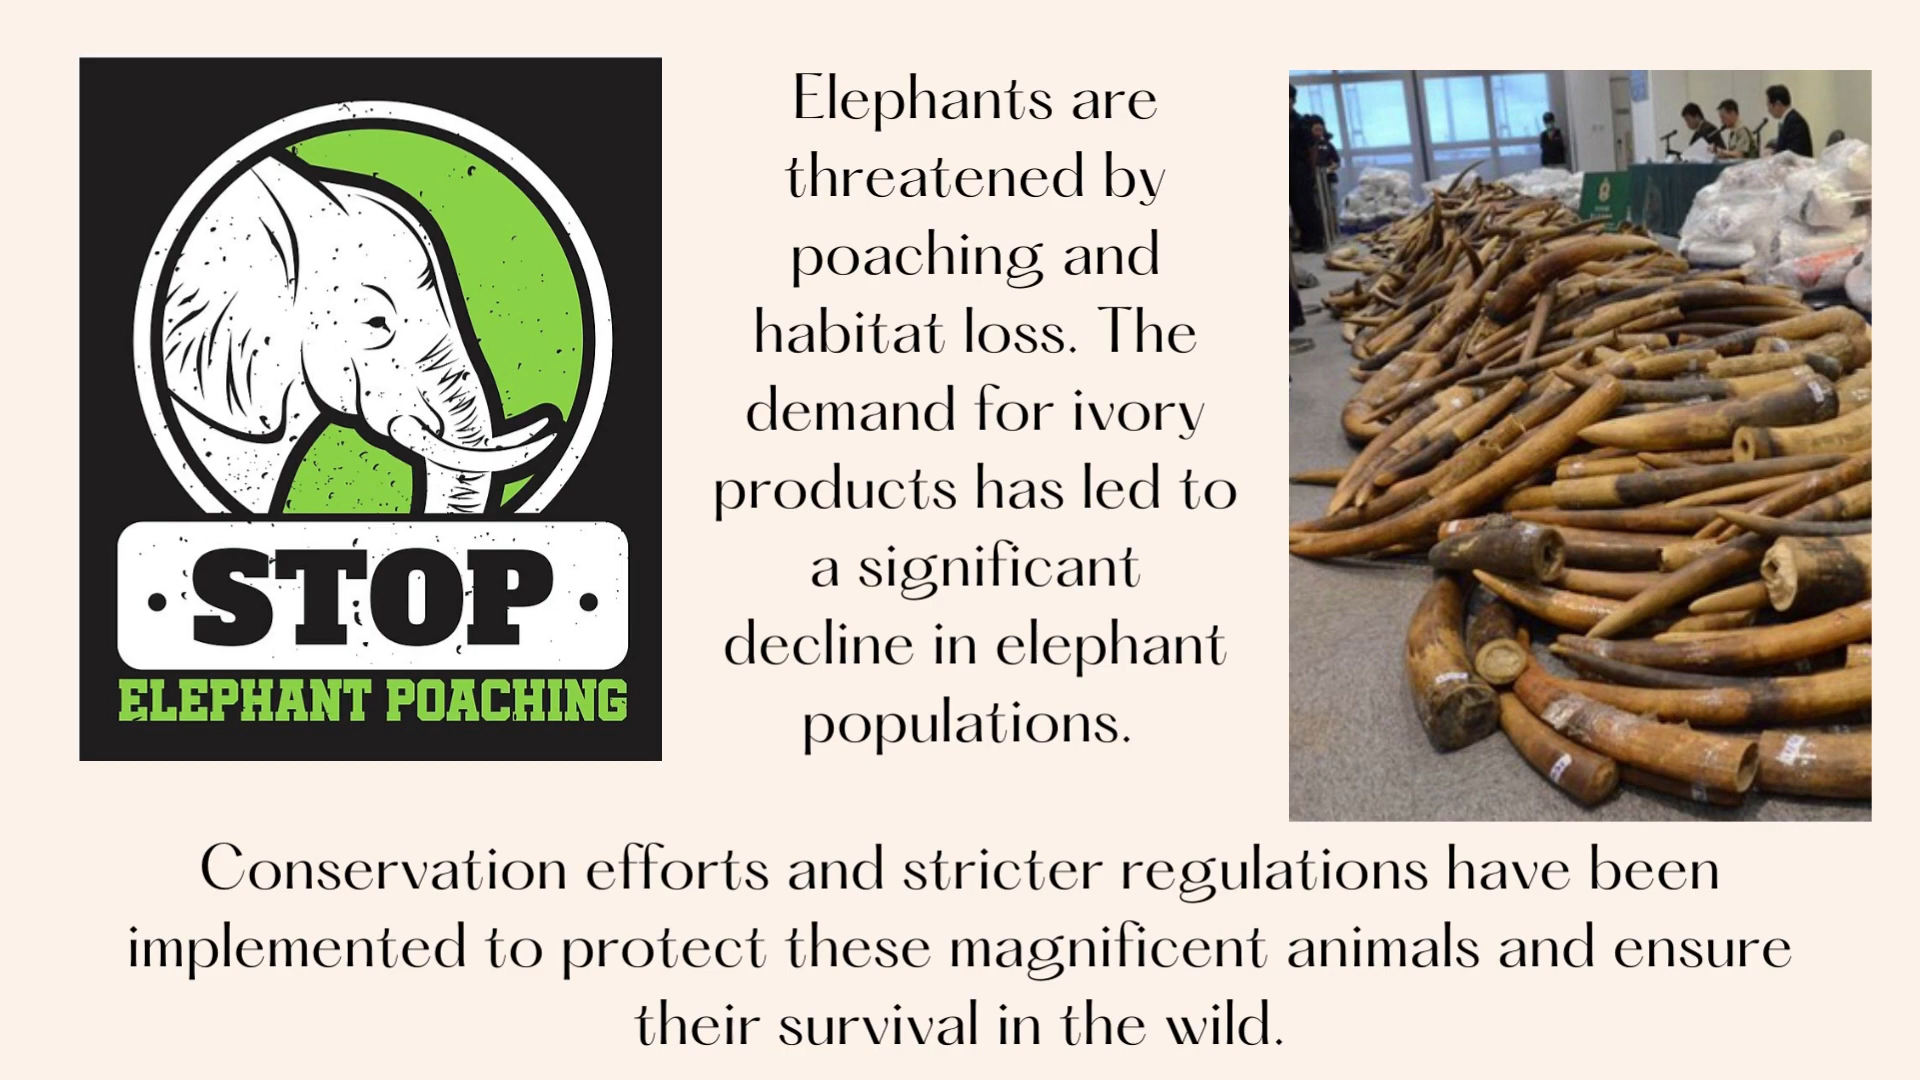 STOP
ELEPHANT POACHING
Elephants are
threatened by
poaching and
habitat loss. The
demand for ivory
products has led to
a significant
decline in elephant
populations.
Conservation efforts and stricter regulations have been
implemented to protect these magnificent animals and ensure
their survival in the wild.